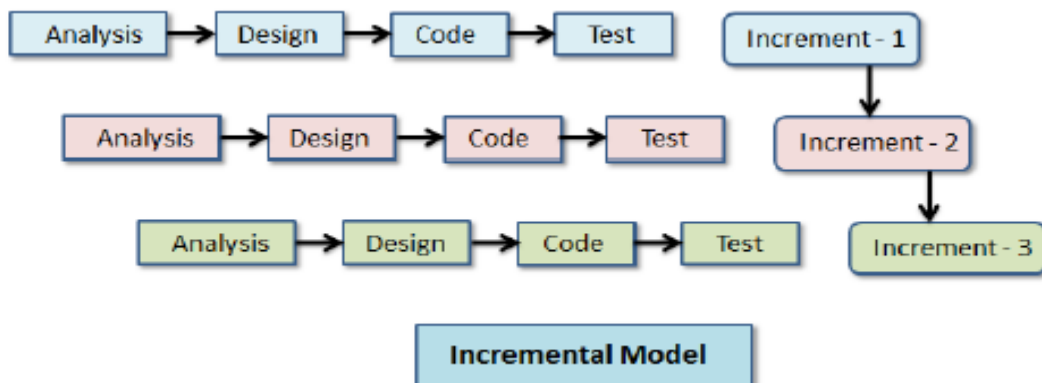 Analysis Design Code Test Increment - 1
Analysis Design Code Test Increment - 2
Analysis Design Code Test Increment - 3
Incremental Model